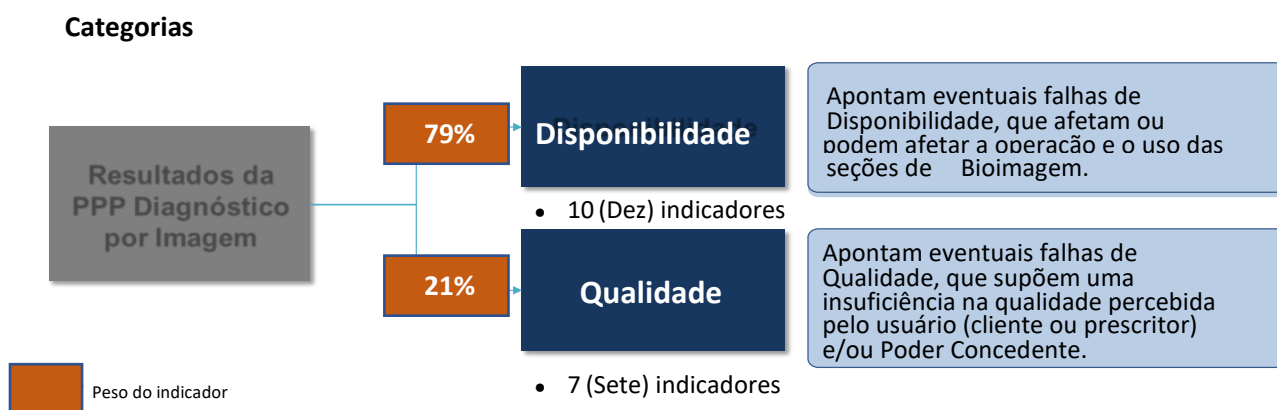 Categorias
Resultados da
PPP Diagnóstico
por Imagem
79%
Disponibilidade
• 10 (Dez) indicadores
Apontam eventuais falhas de
Disponibilidade, que afetam ou
podem afetar a operação e o uso das
seções de Bioimagem.
21%
Qualidade
• 7 (Sete) indicadores
Apontam eventuais falhas de
Qualidade, que supõem uma
insuficiência na qualidade percebida
pelo usuário (cliente ou prescritor)
e/ou Poder Concedente.
Peso do indicador